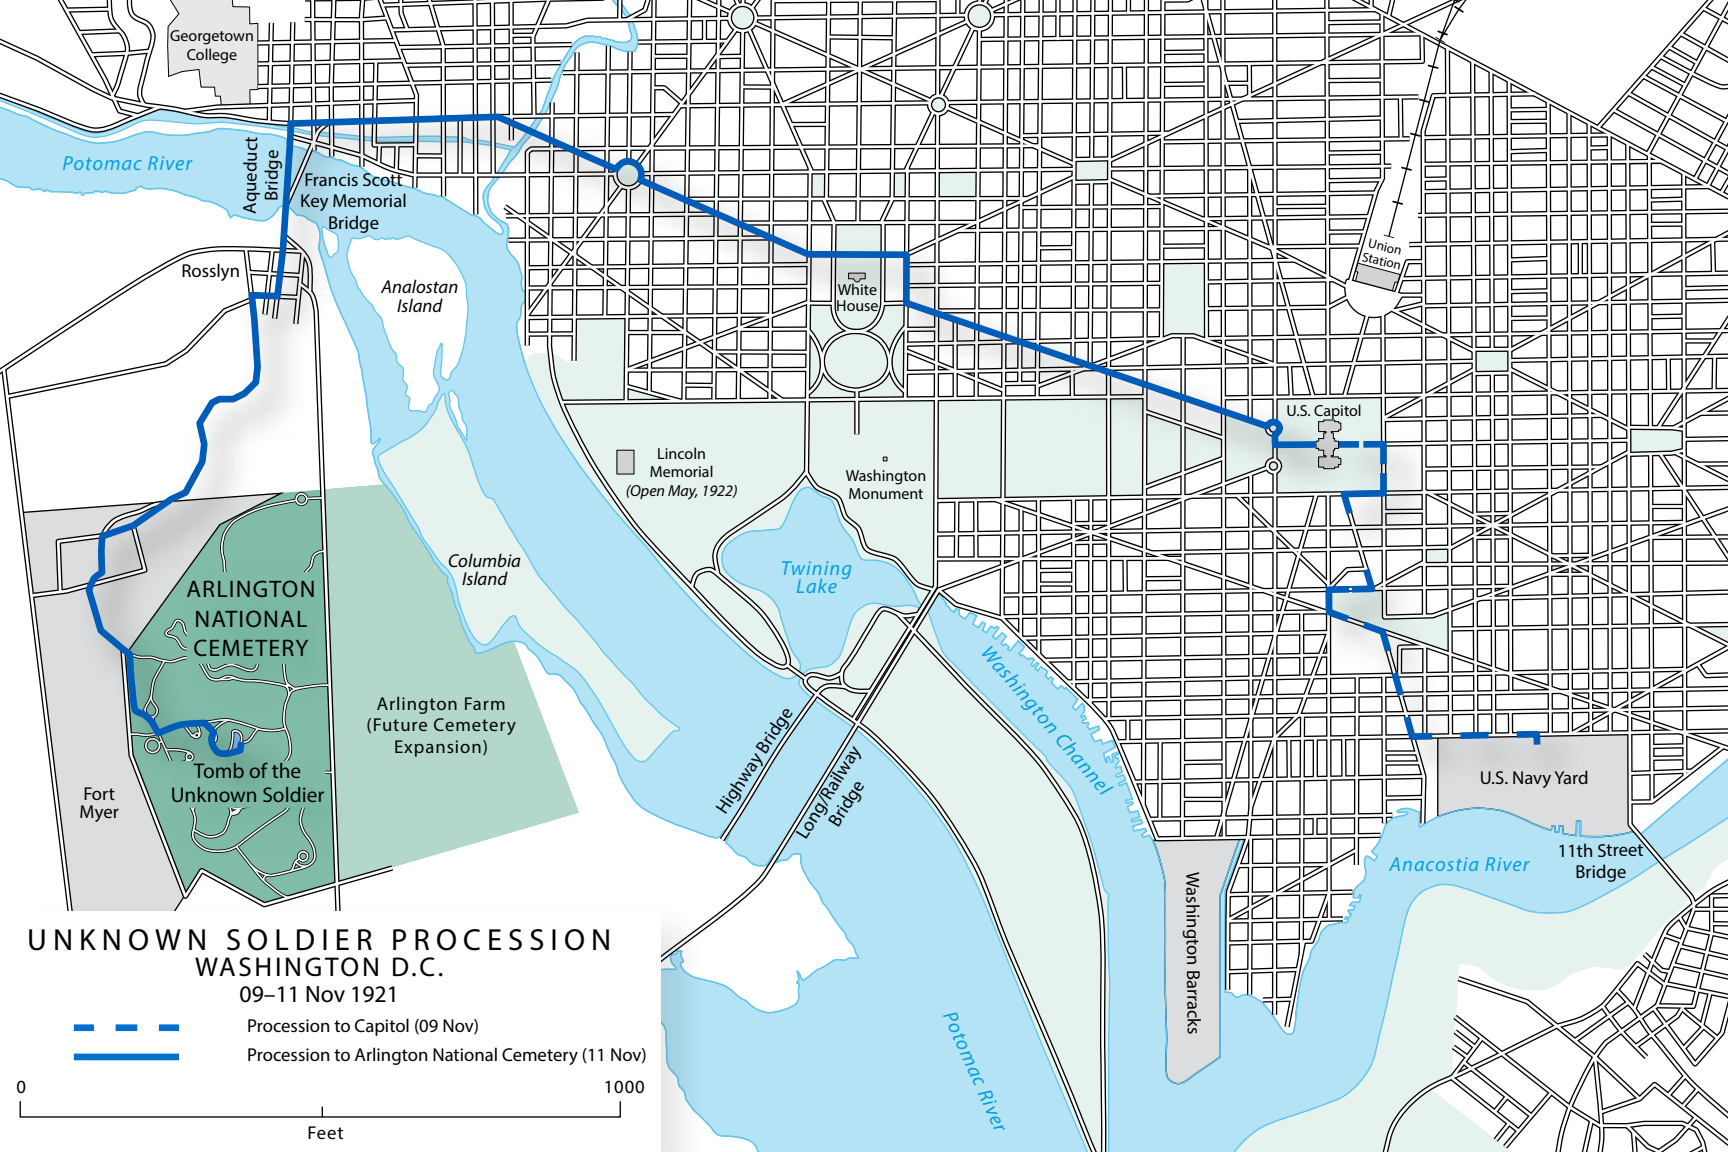 Georgetown
College
Potomac River
Aqueduct
Bridge
Francis Scott
Key Memorial
Bridge
Rosslyn
Analostan
Island
White
House
Union
Station
U.S. Capitol
Lincoln
Memorial
(Open May, 1922)
Washington
Monument
Columbia
Island
Twining
Lake
ARLINGTON
NATIONAL
CEMETERY
Arlington Farm
(Future Cemetery
Expansion)
Washington Channel
Highway Bridge
Long/Railway
Bridge
Tomb of the
Unknown Soldier
Fort
Myer
U.S. Navy Yard
11th Street
Bridge
Anacostia River
Washington Barracks
Potomac River
UNKNOWN SOLDIER PROCESSION
WASHINGTON D.C.
09–11 Nov 1921
Procession to Capitol (09 Nov)
Procession to Arlington National Cemetery (11 Nov)
0 1000
Feet